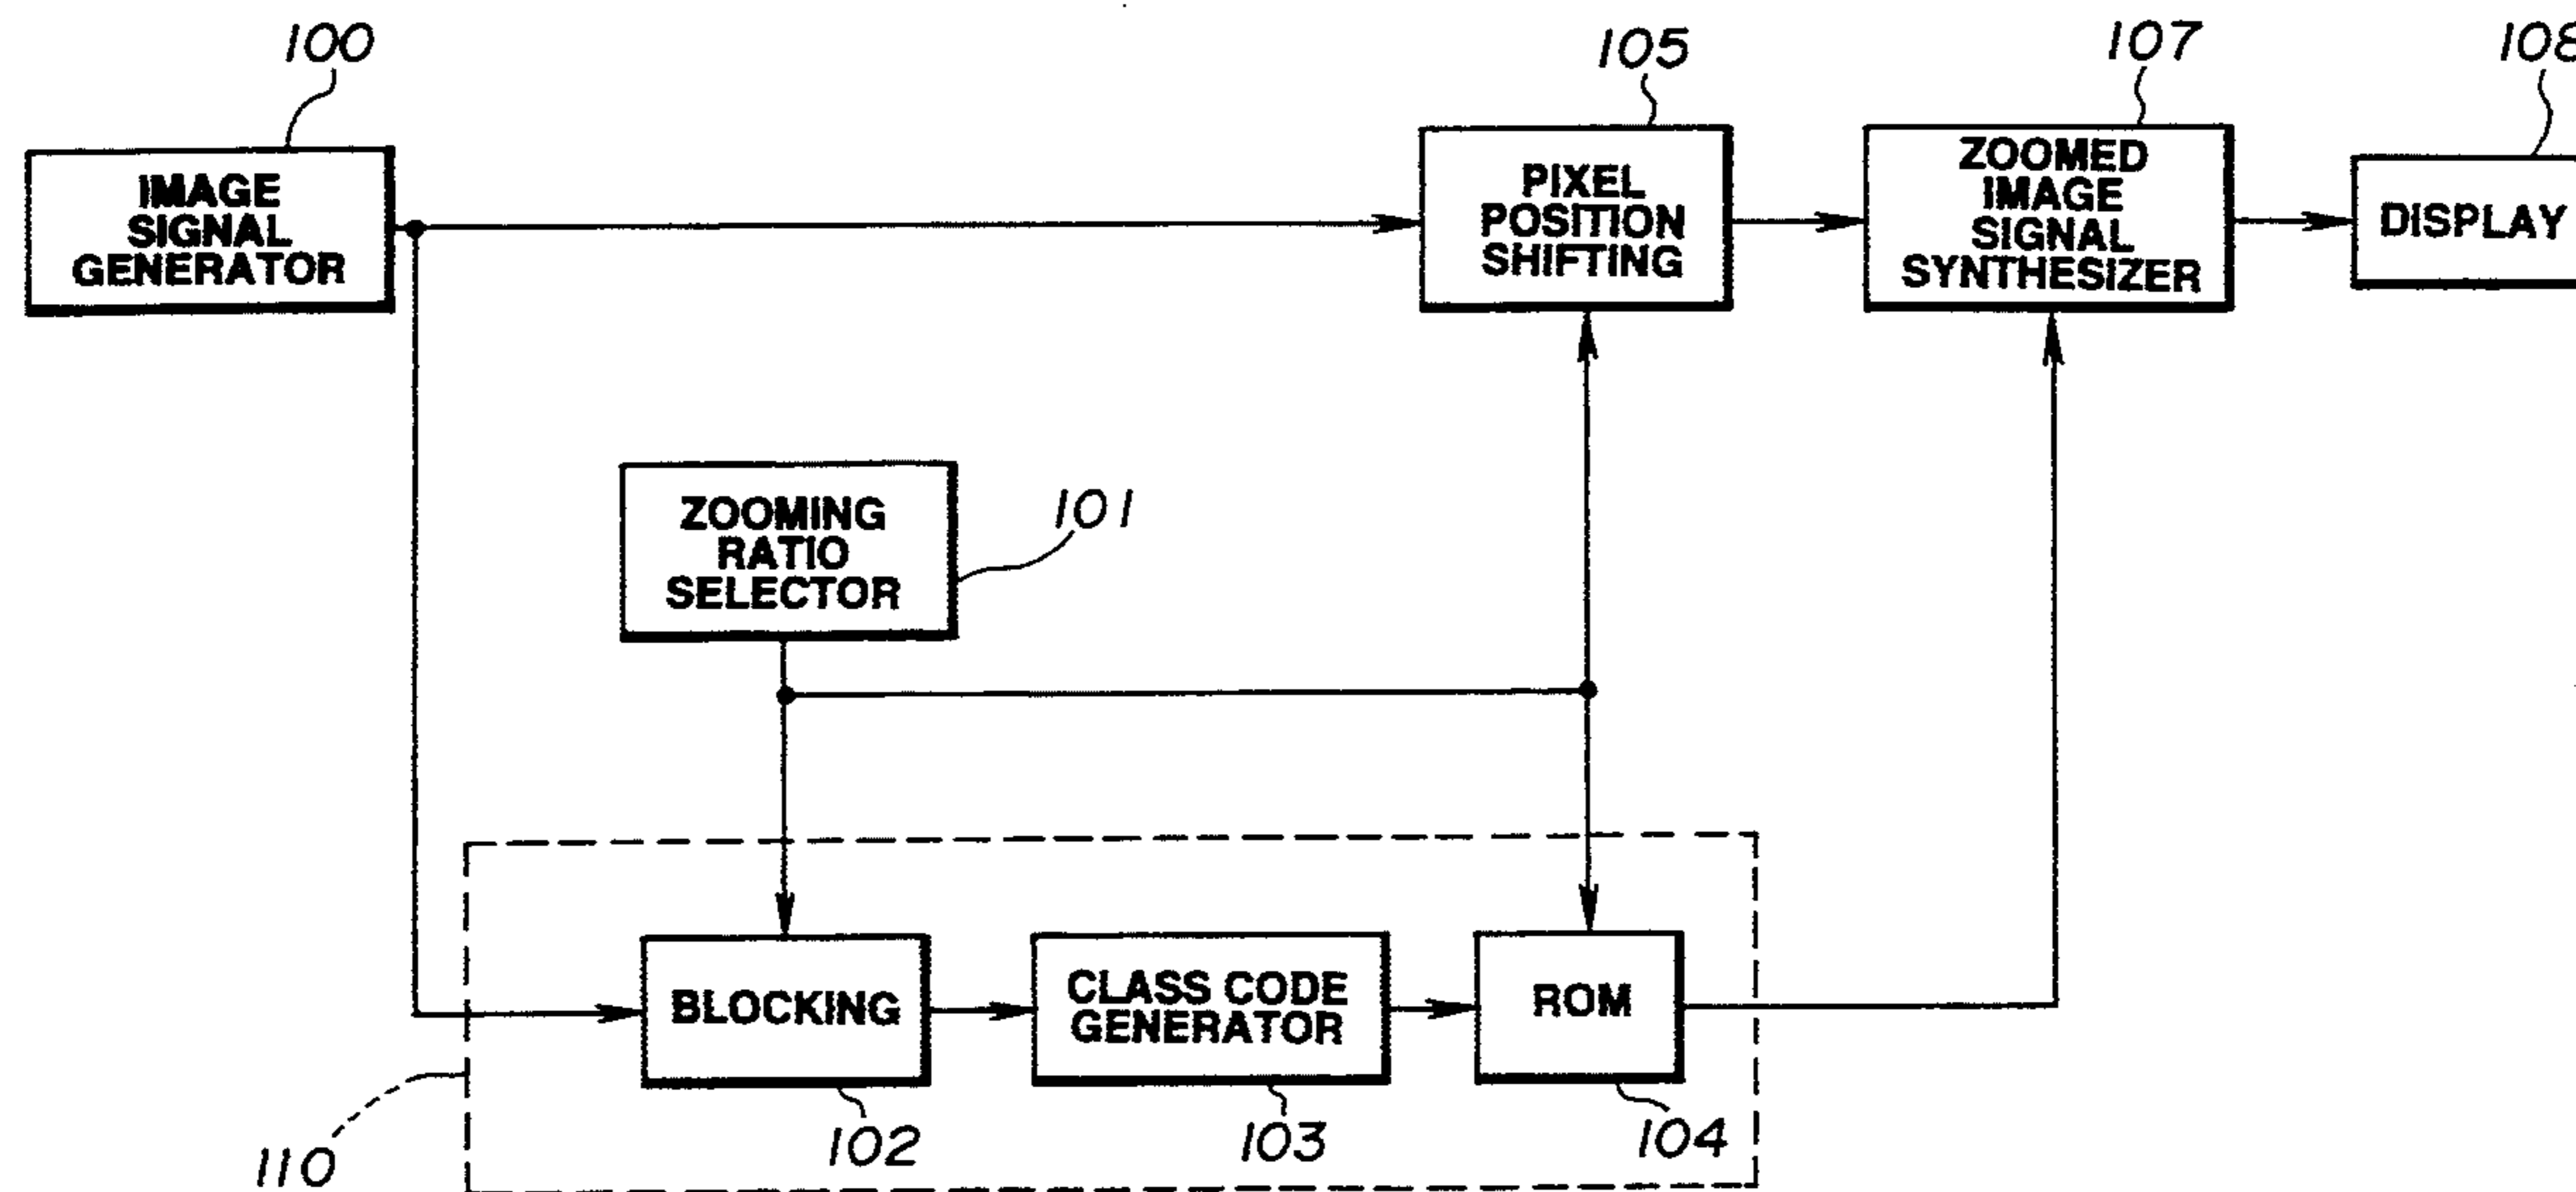 100
105
107
108
IMAGE
SIGNAL
GENERATOR
PIXEL
POSITION
SHIFTING
ZOOMED
IMAGE
SIGNAL
SYNTHESIZER
DISPLAY
ZOOMING
RATIO
SELECTOR
101
BLOCKING
CLASS CODE
GENERATOR
ROM
102
103
104
110